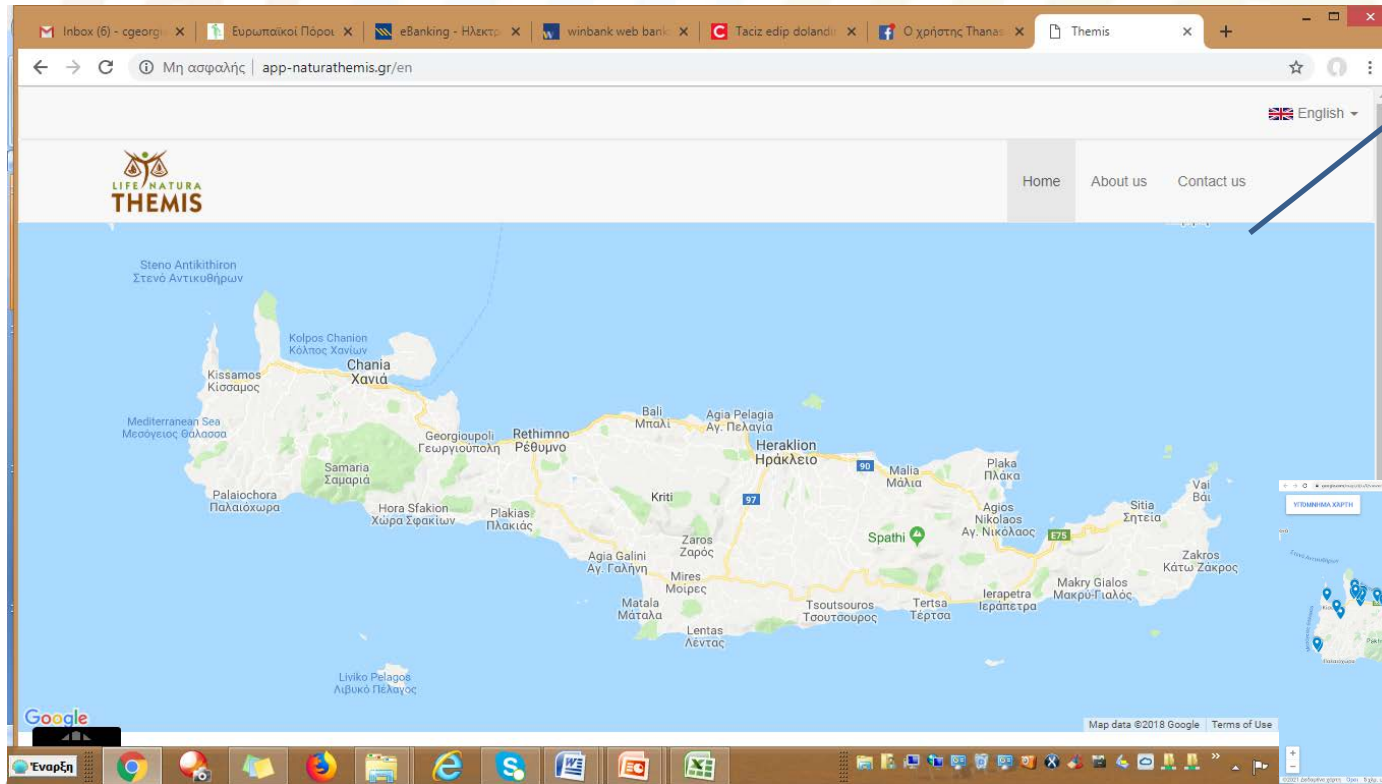 Inbox (6) - cgeorgi
Ευρωπαϊκοί Πόροι
eBanking - Ηλεκτρο
winbank web bank
Taciz edip dolandı
Ο χρήστης Thanas
Themis
Μη ασφαλής | app-naturathemis.gr/en
English
LIFE NATURA
THEMIS
Home About us Contact us
Steno Antikithiron
Στενό Αντικυθήρων
Kolpos Chanion
Κόλπος Χανίων
Chania
Χανιά
Kissamos
Κίσσαμος
Mediterranean Sea
Μεσόγειος Θάλασσα
Georgioupoli
Γεωργιούπολη
Rethimno
Ρέθυμνο
Bali
Μπαλί
Agia Pelagia
Αγ. Πελαγία
Heraklion
Ηράκλειο
90
Malia
Μάλια
Plaka
Πλάκα
Samaria
Σαμαριά
Palaiochora
Παλαιόχωρα
Hora Sfakion
Χώρα Σφακίων
Plakias
Πλακιάς
Kriti
97
Agios
Nikolaos
Αγ. Νικόλαος
Sitia
Σητεία
Vai
Βάι
E75
Spathi
Zaros
Ζαρός
Agia Galini
Αγ. Γαλήνη
Mires
Μοίρες
Zakros
Κάτω Ζάκρος
Makry Gialos
Μακρύ-Γιαλός
Ierapetra
Ιεράπετρα
Matala
Μάταλα
Tsoutsouros
Τσούτσουρος
Tertsa
Τέρτσα
Lentas
Λέντας
Liviko Pelagos
Λιβυκό Πέλαγος
Google
Map data ©2018 Google Terms of Use
ΥΠΟΜΝΗΜΑ ΧΑΡΤΗ
Έναρξη